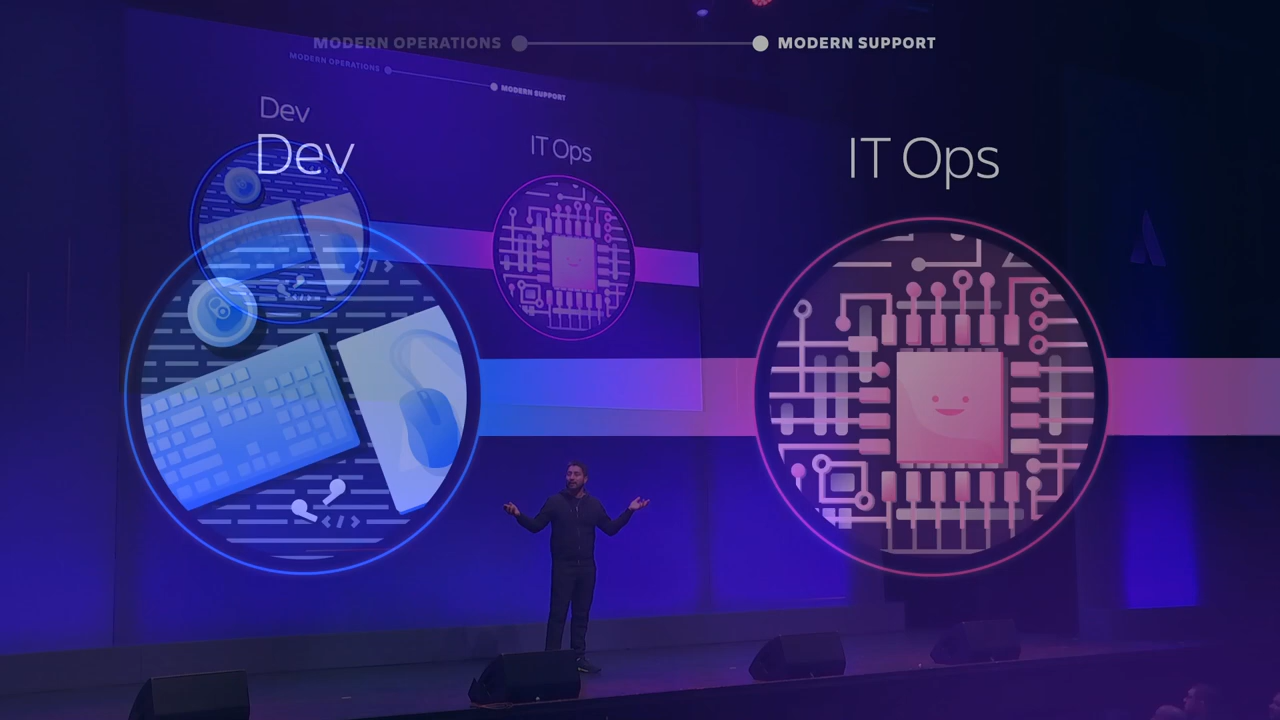 MODERN OPERATIONS
MODERN SUPPORT
MODERN OPERATIONS
MODERN SUPPORT
Dev
Dev
IT Ops
IT Ops
</>
</>
</>